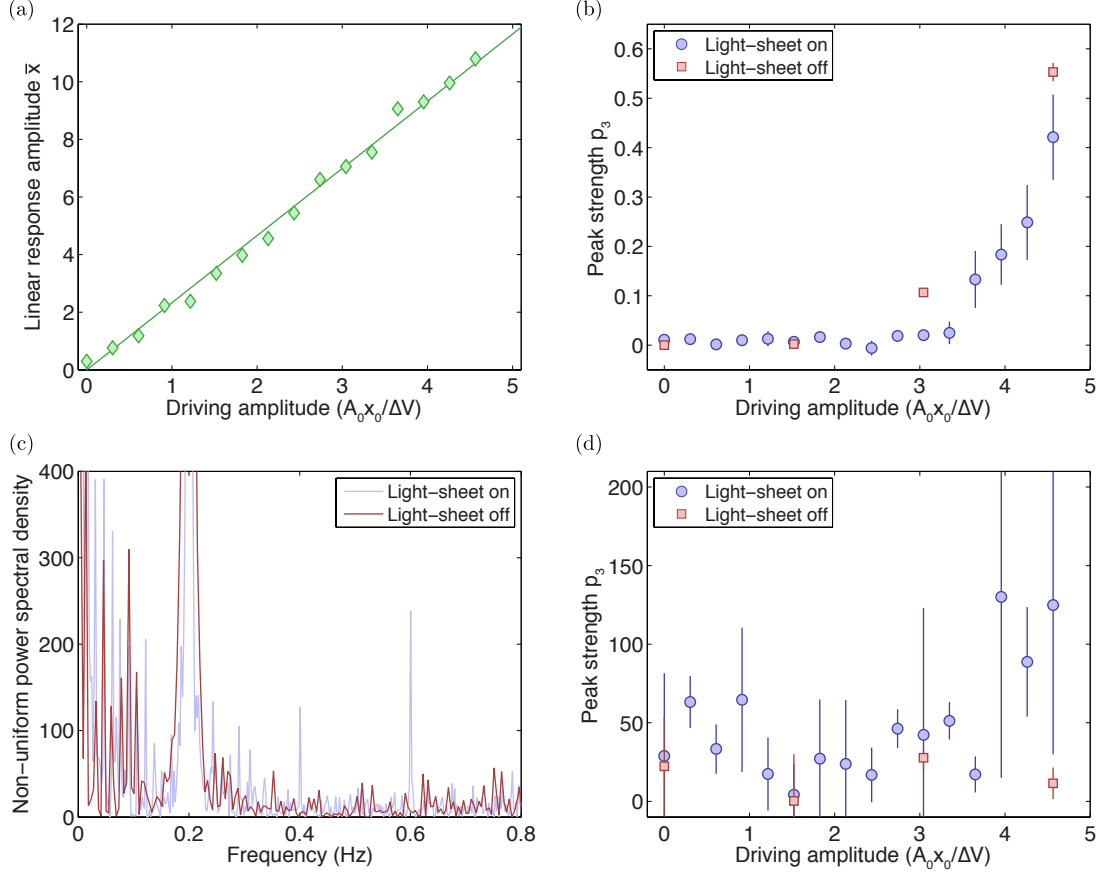 (a)
12
10
8
6
4
2
0
Linear response amplitude x̄
0 1 2 3 4 5
Driving amplitude (A₀x₀/ΔV)
(b)
0.6
0.5
0.4
0.3
0.2
0.1
0
Peak strength p₃
Light−sheet on
Light−sheet off
0 1 2 3 4 5
Driving amplitude (A₀x₀/ΔV)
(c)
400
300
200
100
0
Non−uniform power spectral density
Light−sheet on
Light−sheet off
0 0.2 0.4 0.6 0.8
Frequency (Hz)
(d)
200
150
100
50
0
Peak strength p₃
Light−sheet on
Light−sheet off
0 1 2 3 4 5
Driving amplitude (A₀x₀/ΔV)